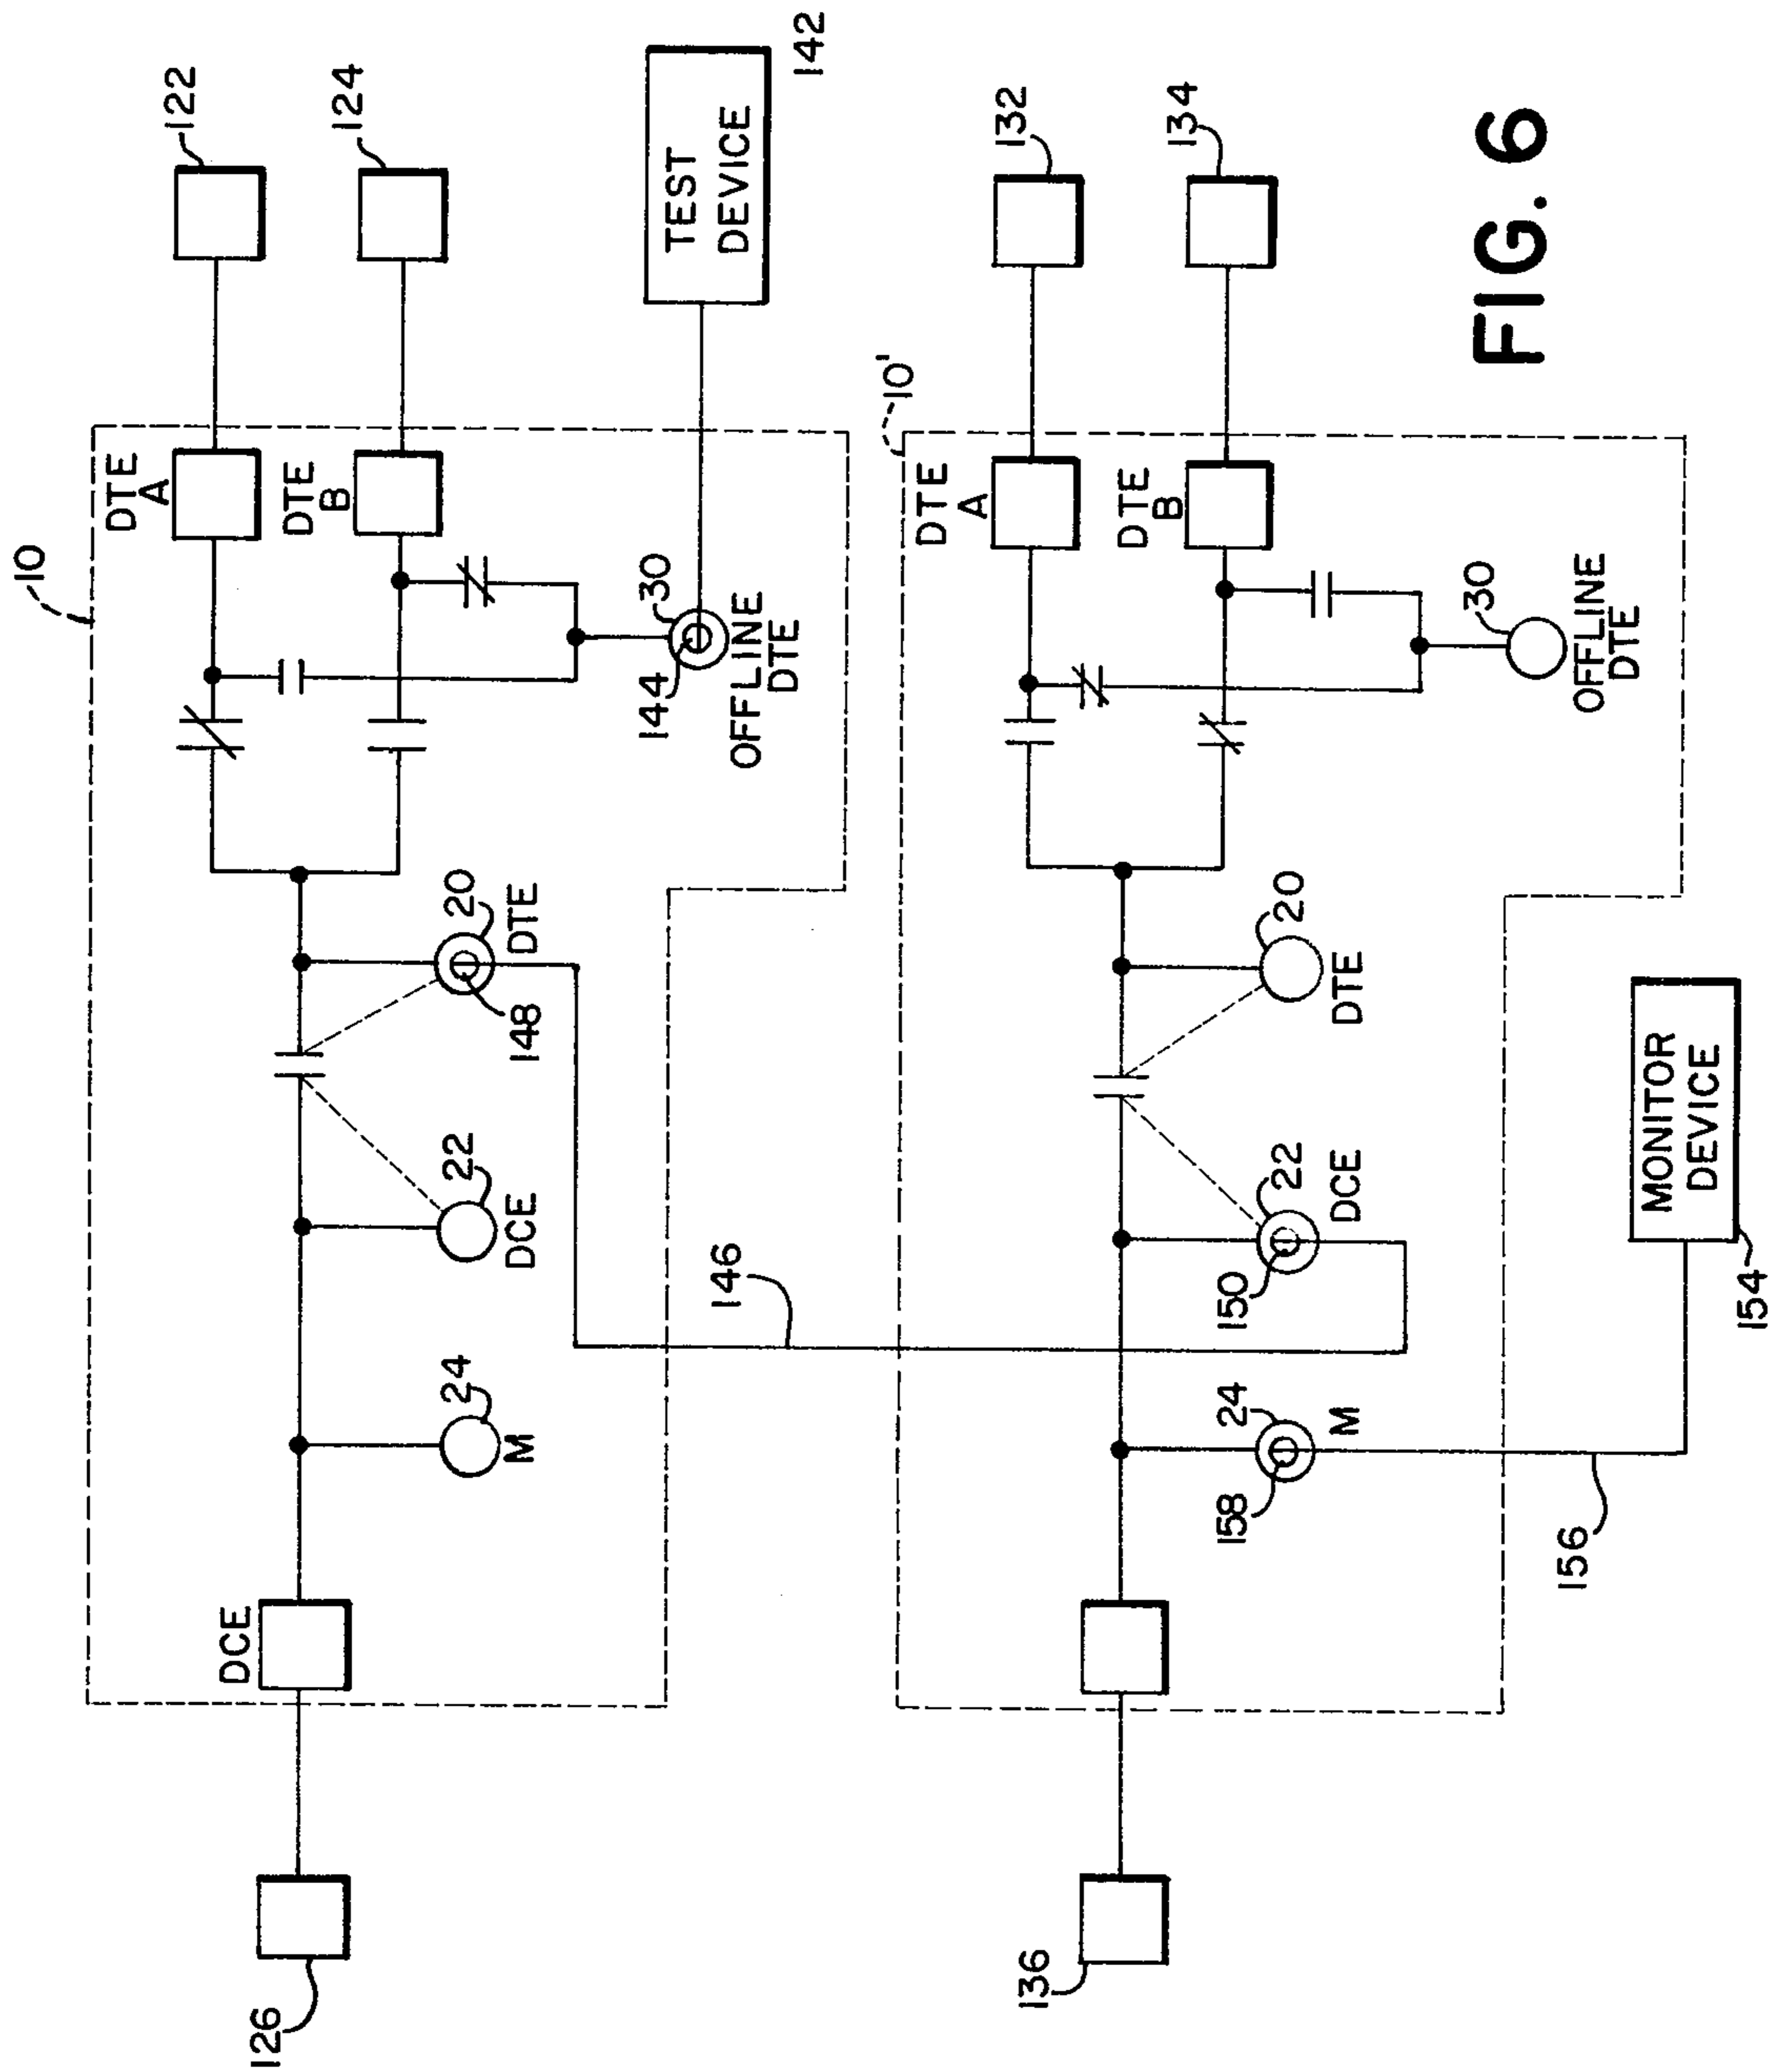 10
122
DTE
A
124
DTE
B
TEST
DEVICE
142
30
144
OFFLINE
DTE
20
DTE
148
22
DCE
24
M
DCE
126
146
10'
132
DTE
A
134
DTE
B
30
OFFLINE
DTE
20
DTE
22
DCE
150
24
M
158
156
MONITOR
DEVICE
154
136
FIG. 6